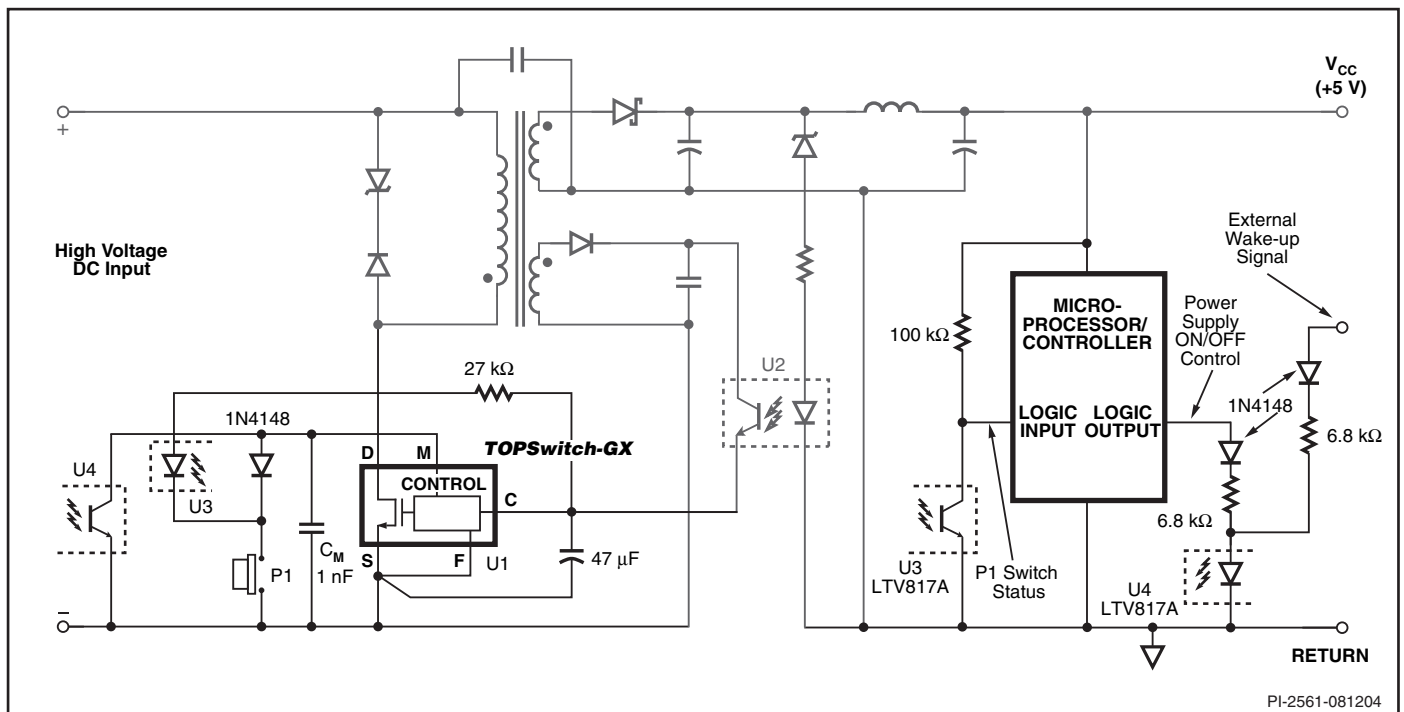 V_CC
(+5 V)
+
High Voltage
DC Input
External
Wake-up
Signal
MICRO-
PROCESSOR/
CONTROLLER
Power
Supply
ON/OFF
Control
100 kΩ
U2
27 kΩ
1N4148
TOPSwitch-GX
LOGIC
INPUT
LOGIC
OUTPUT
1N4148
6.8 kΩ
D
M
CONTROL
C
U4
U3
6.8 kΩ
C_M
1 nF
P1
S
F
U1
47 µF
U3
LTV817A
P1 Switch
Status
U4
LTV817A
–
RETURN
PI-2561-081204